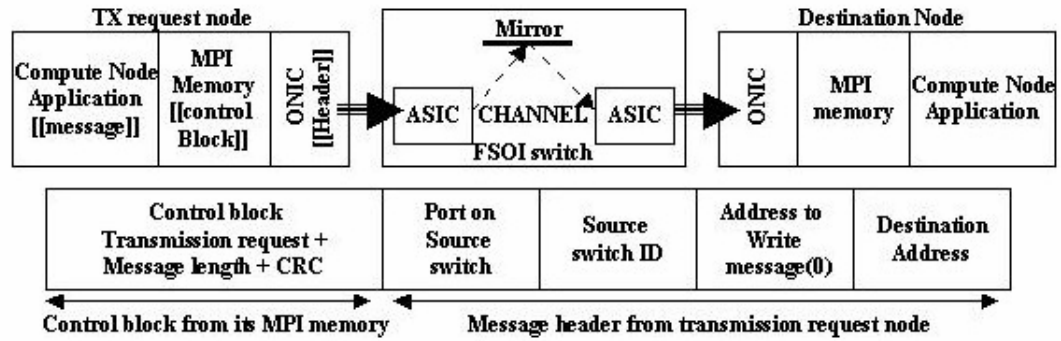 TX request node
Compute Node
Application
[[message]]
MPI
Memory
[[control
Block]]
ONIC
[[Header]]
Mirror
ASIC
CHANNEL
ASIC
FSOI switch
Destination Node
ONIC
MPI
memory
Compute Node
Application
Control block
Transmission request +
Message length + CRC
Port on
Source
switch
Source
switch ID
Address to
Write
message(0)
Destination
Address
Control block from its MPI memory
Message header from transmission request node